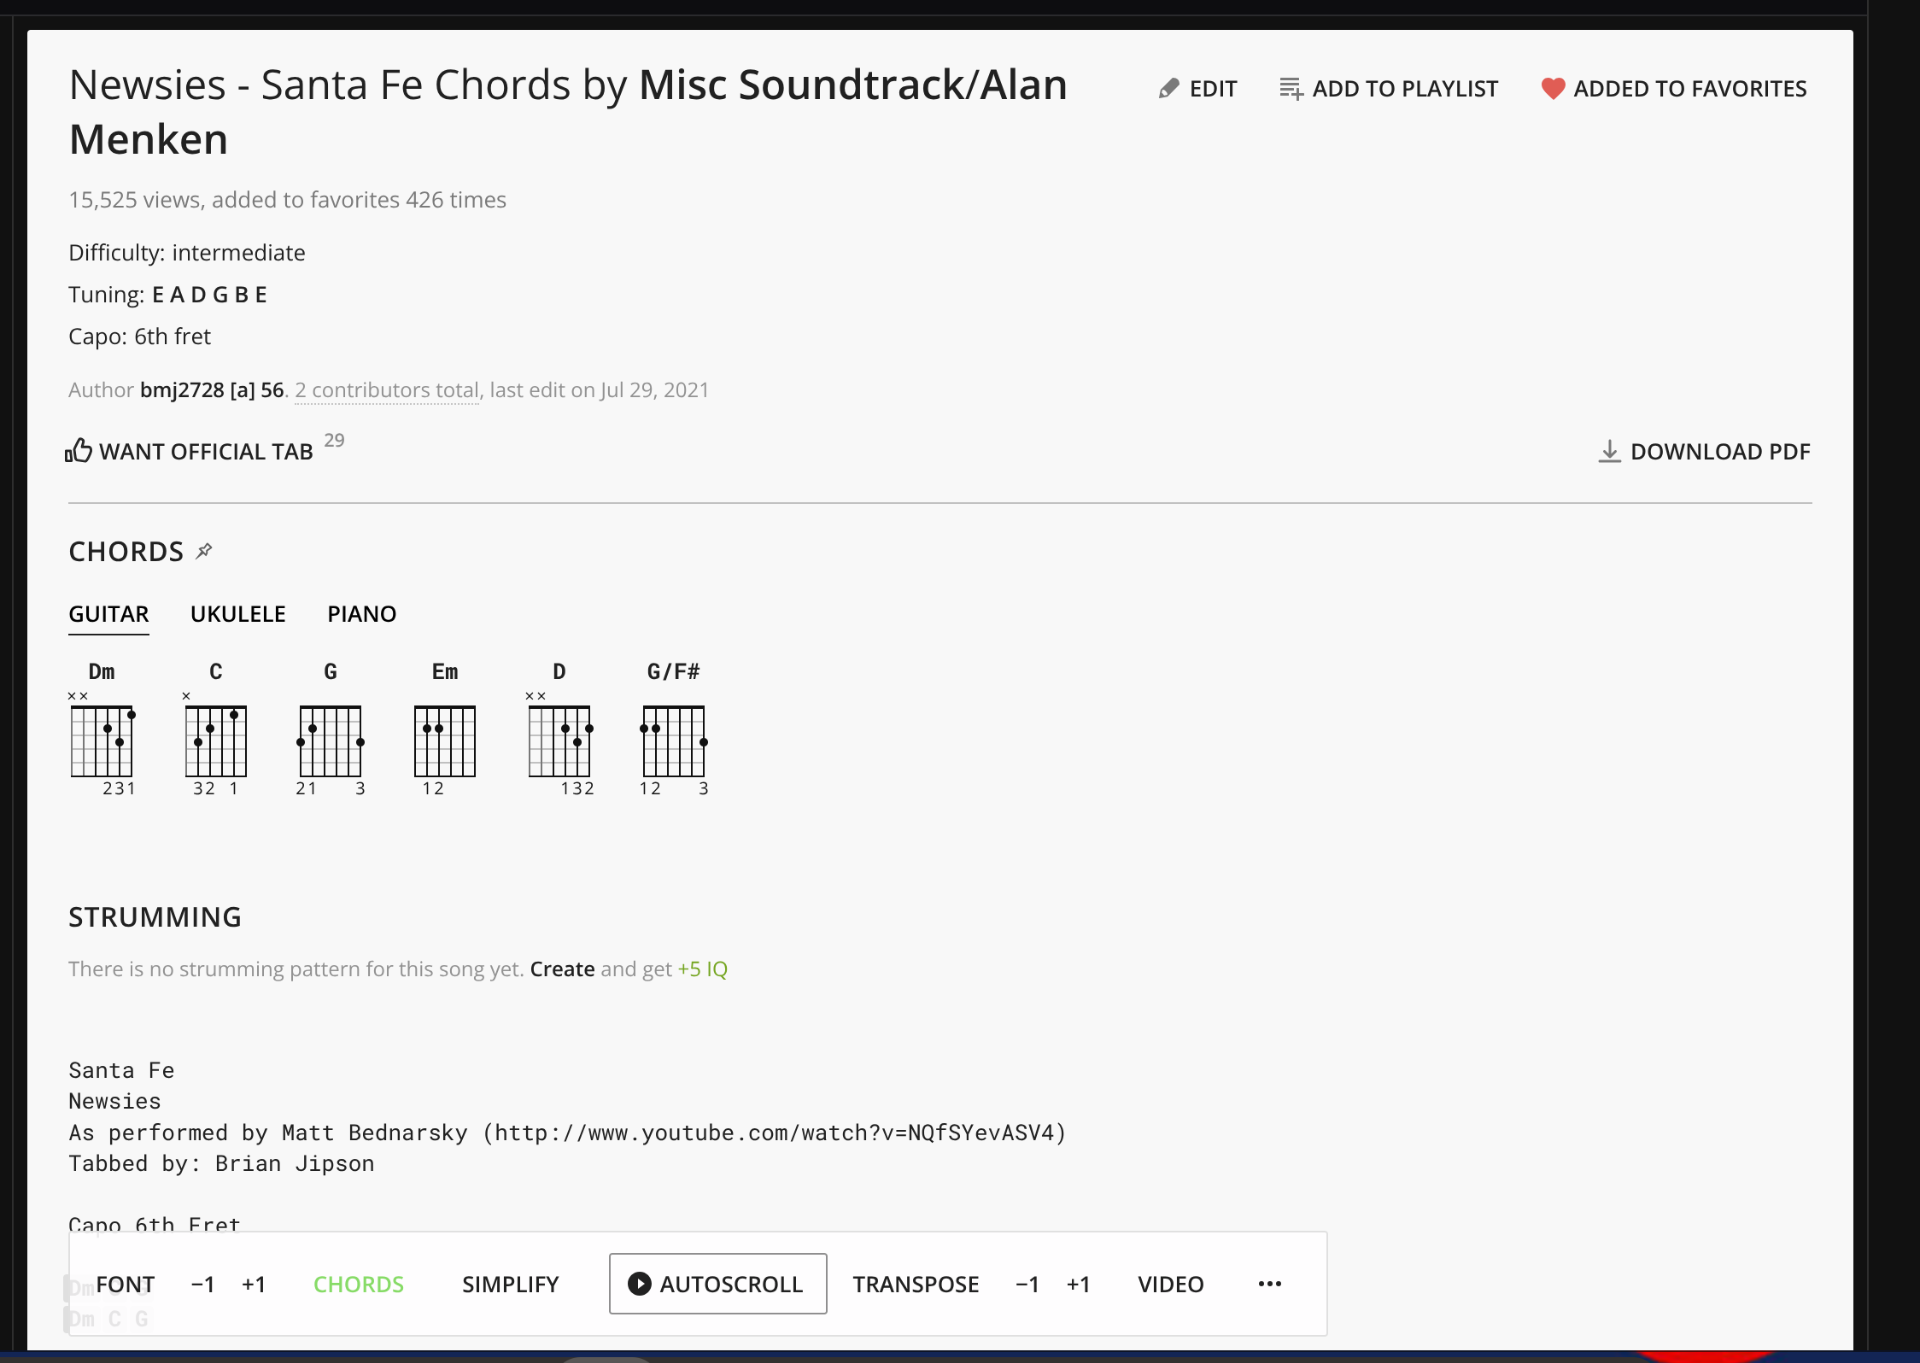 Newsies - Santa Fe Chords by Misc Soundtrack/Alan
Menken
EDIT
ADD TO PLAYLIST
ADDED TO FAVORITES
15,525 views, added to favorites 426 times
Difficulty: intermediate
Tuning: E A D G B E
Capo: 6th fret
Author bmj2728 [a] 56. 2 contributors total, last edit on Jul 29, 2021
WANT OFFICIAL TAB 29
DOWNLOAD PDF
CHORDS
GUITAR UKULELE PIANO
Dm C G Em D G/F#
×× × ××
231 32 1 21 3 12 132 12 3
STRUMMING
There is no strumming pattern for this song yet. Create and get +5 IQ
Santa Fe
Newsies
As performed by Matt Bednarsky (http://www.youtube.com/watch?v=NQfSYevASV4)
Tabbed by: Brian Jipson
Capo 6th Fret
FONT −1 +1 CHORDS SIMPLIFY AUTOSCROLL TRANSPOSE −1 +1 VIDEO •••
Dm C G